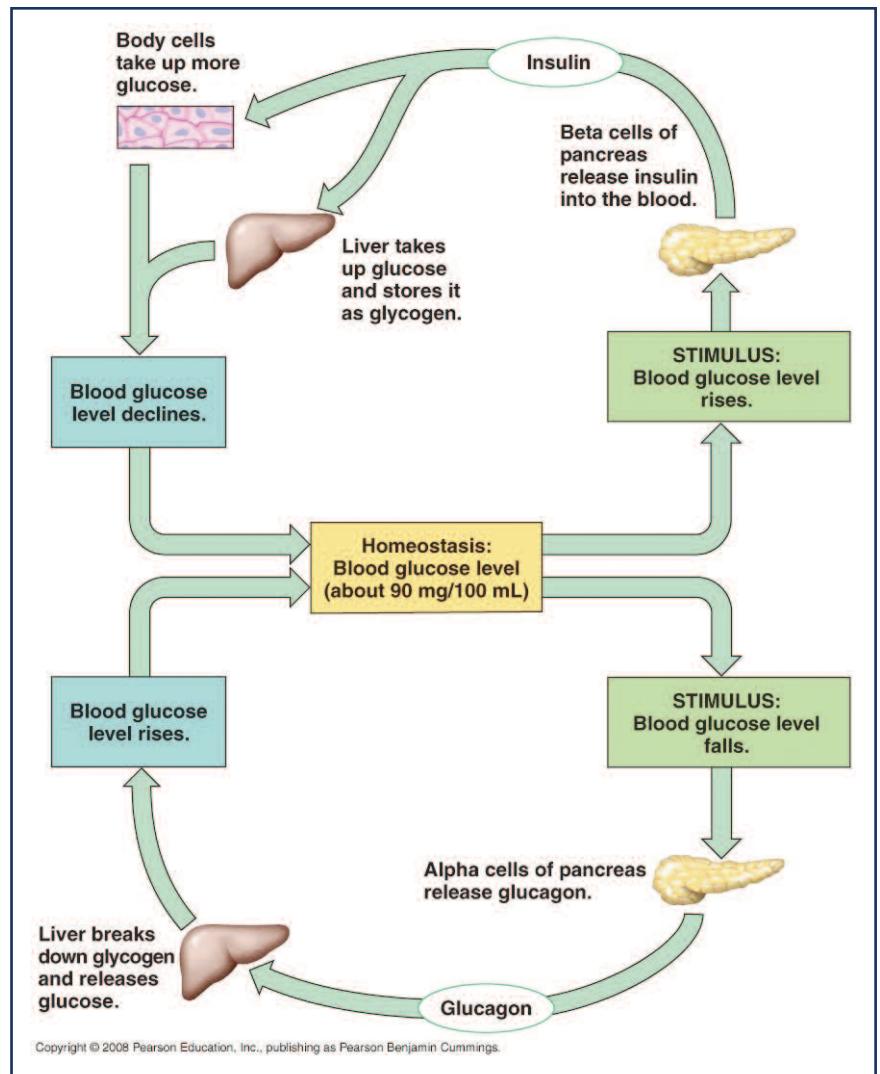 Body cells
take up more
glucose.
Insulin
Beta cells of
pancreas
release insulin
into the blood.
Liver takes
up glucose
and stores it
as glycogen.
STIMULUS:
Blood glucose level
rises.
Blood glucose
level declines.
Homeostasis:
Blood glucose level
(about 90 mg/100 mL)
Blood glucose
level rises.
STIMULUS:
Blood glucose level
falls.
Alpha cells of pancreas
release glucagon.
Liver breaks
down glycogen
and releases
glucose.
Glucagon
Copyright © 2008 Pearson Education, Inc., publishing as Pearson Benjamin Cummings.